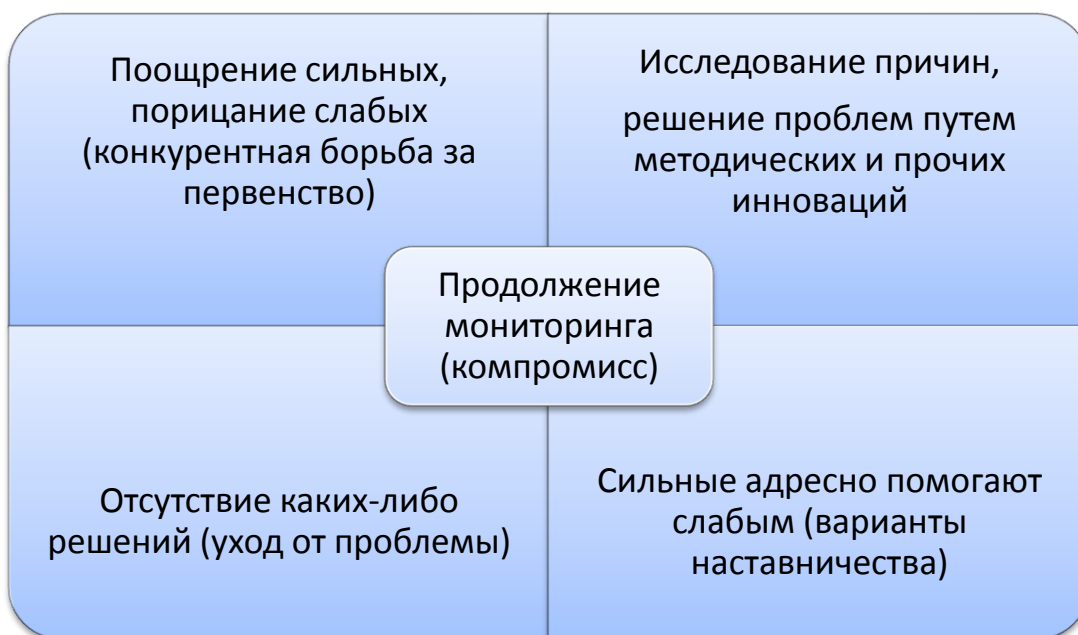 Поощрение сильных,
порицание слабых
(конкурентная борьба за
первенство)
Исследование причин,
решение проблем путем
методических и прочих
инноваций
Продолжение
мониторинга
(компромисс)
Отсутствие каких-либо
решений (уход от проблемы)
Сильные адресно помогают
слабым (варианты
наставничества)